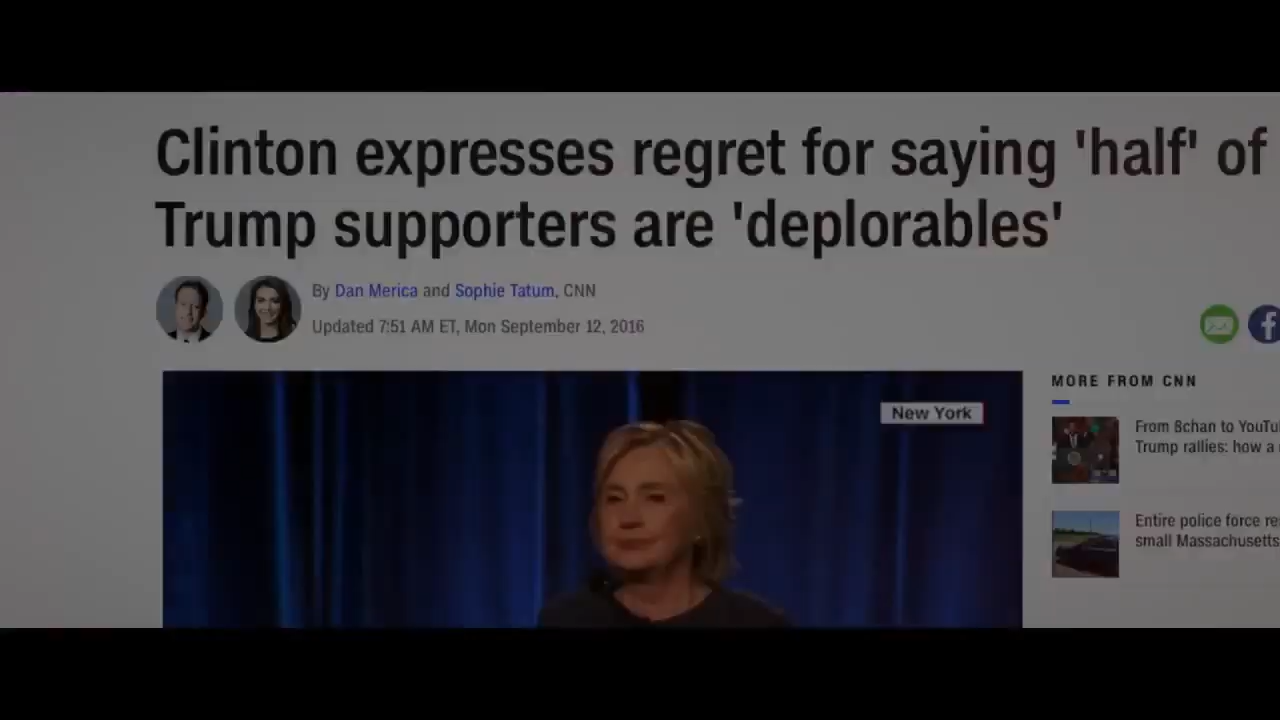 Clinton expresses regret for saying 'half' of
Trump supporters are 'deplorables'
By Dan Merica and Sophie Tatum, CNN
Updated 7:51 AM ET, Mon September 12, 2016
New York
MORE FROM CNN
From 8chan to YouTu
Trump rallies: how a
Entire police force re
small Massachusetts